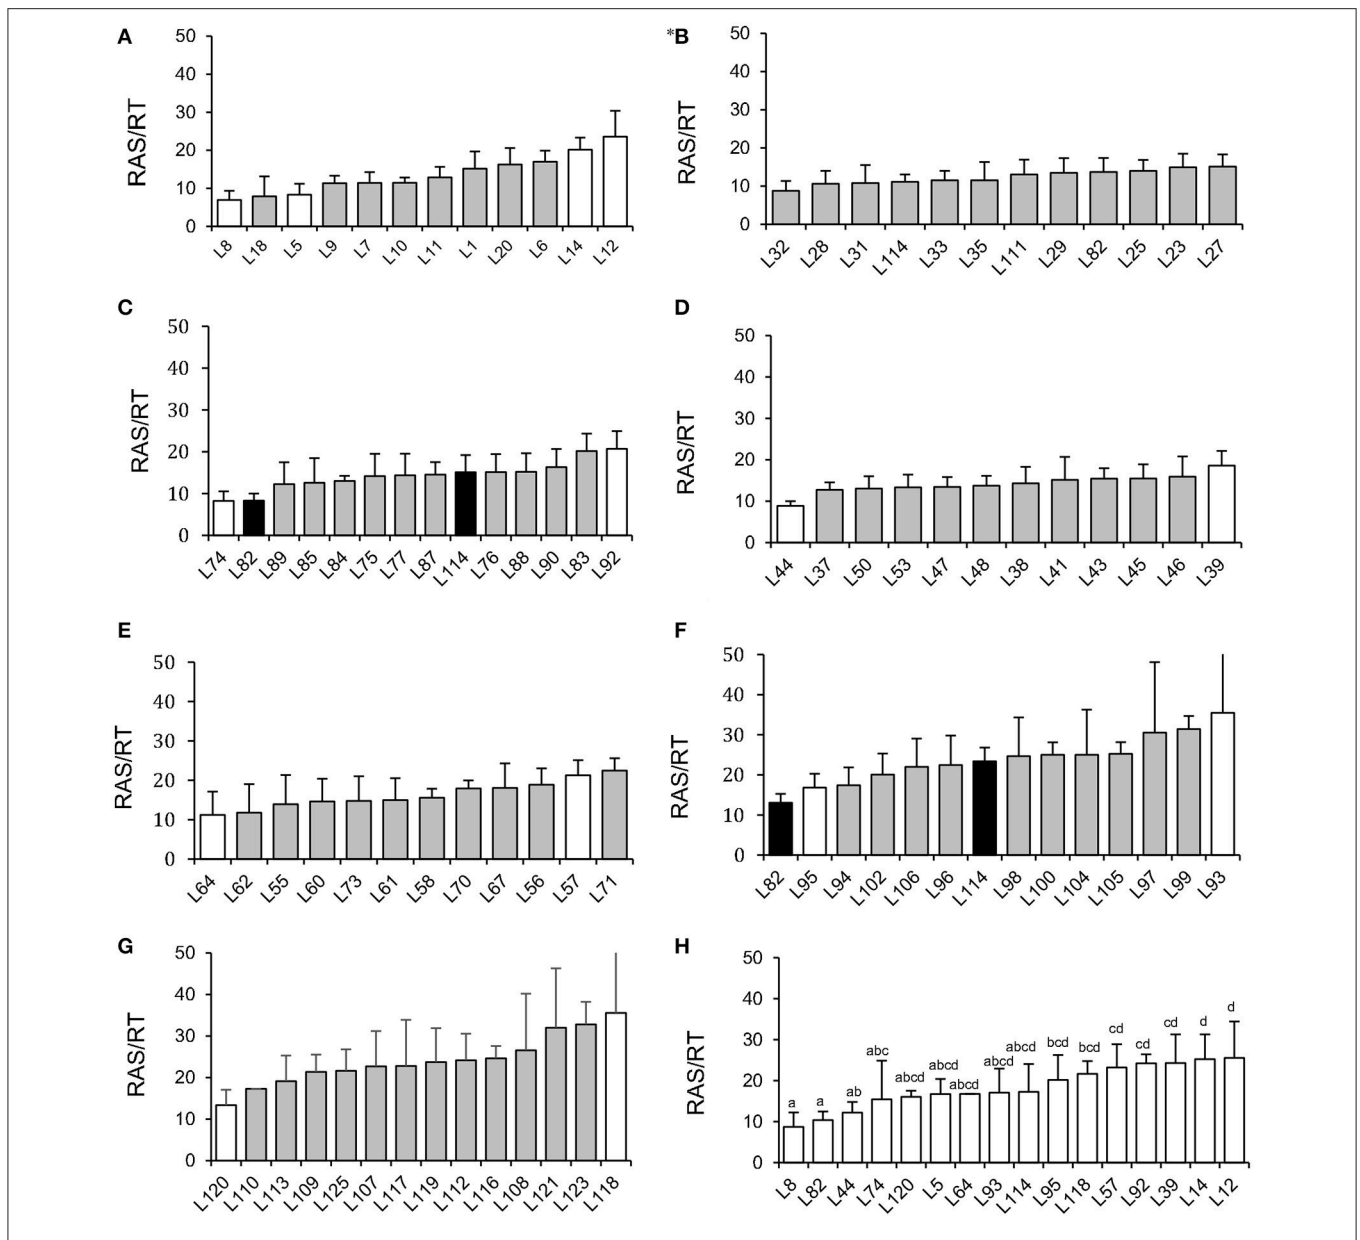 A
RAS/RT
50
40
30
20
10
0
L8 L18 L5 L9 L7 L10 L11 L1 L20 L6 L14 L12
*B
RAS/RT
50
40
30
20
10
0
L32 L28 L31 L114 L33 L35 L111 L29 L82 L25 L23 L27
C
RAS/RT
50
40
30
20
10
0
L74 L82 L89 L85 L84 L75 L77 L87 L114 L76 L88 L90 L83 L92
D
RAS/RT
50
40
30
20
10
0
L44 L37 L50 L53 L47 L48 L38 L41 L43 L45 L46 L39
E
RAS/RT
50
40
30
20
10
0
L64 L62 L55 L60 L73 L61 L58 L70 L67 L56 L57 L71
F
RAS/RT
50
40
30
20
10
0
L82 L95 L94 L102 L106 L96 L114 L98 L100 L104 L105 L97 L99 L93
G
RAS/RT
50
40
30
20
10
0
L120 L110 L113 L109 L125 L107 L117 L119 L112 L116 L108 L121 L123 L118
H
RAS/RT
50
40
30
20
10
0
a a ab abc abcd abcd abcd abcd abcd bcd bcd cd cd cd d d
L8 L82 L44 L74 L120 L5 L64 L93 L114 L95 L118 L57 L92 L39 L14 L12